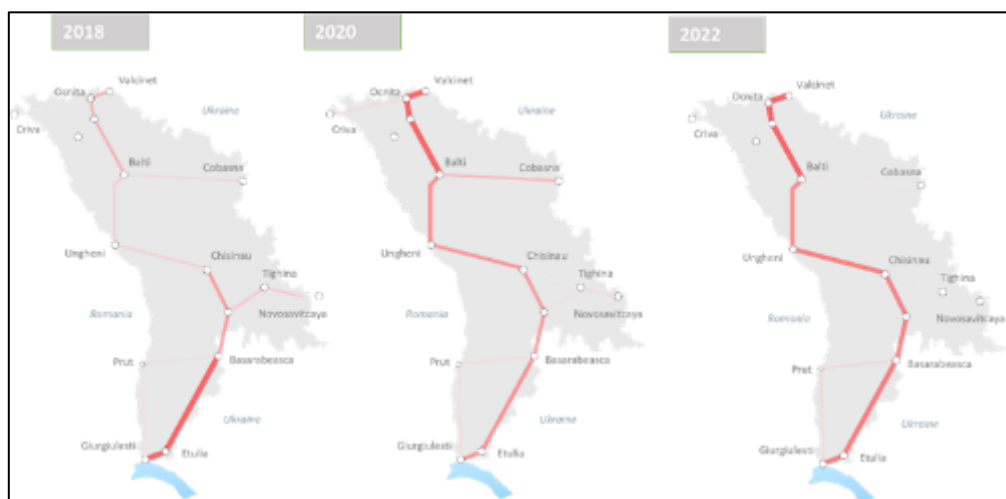 2018
Valcinet
Ocnita
Ukraine
Criva
Balti
Cobasna
Ungheni
Chisinau
Tighina
Romania
Novosavitcaya
Prut
Basarabeasca
Ukraine
Giurgiulesti
Etulia
2020
Valcinet
Ocnita
Ukraine
Criva
Balti
Cobasna
Ungheni
Chisinau
Tighina
Romania
Novosavitcaya
Prut
Basarabeasca
Ukraine
Giurgiulesti
Etulia
2022
Valcinet
Ocnita
Ukraine
Criva
Balti
Cobasna
Ungheni
Chisinau
Tighina
Romania
Novosavitcaya
Prut
Basarabeasca
Ukraine
Giurgiulesti
Etulia